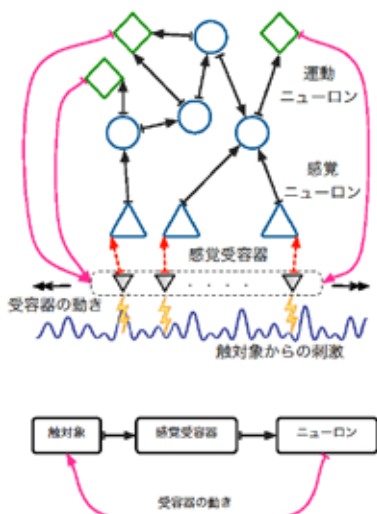 運動
ニューロン
感覚
ニューロン
感覚受容器
受容器の動き
触対象からの刺激
触対象
感覚受容器
ニューロン
受容器の動き